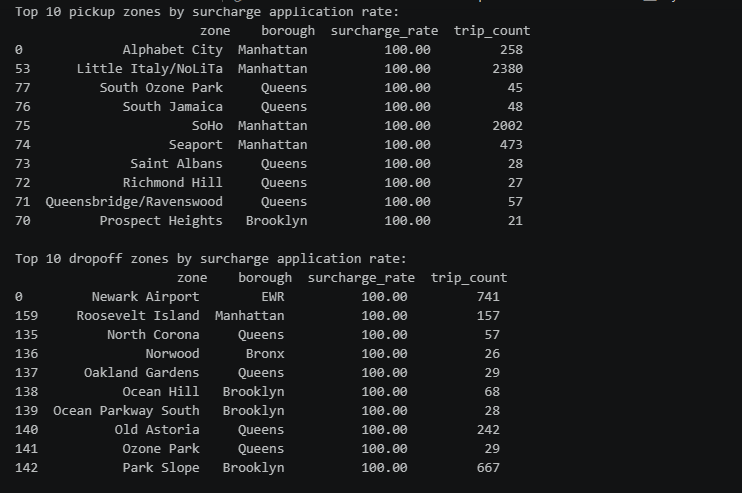 Top 10 pickup zones by surcharge application rate:
zone borough surcharge_rate trip_count
0 Alphabet City Manhattan 100.00 258
53 Little Italy/NoLiTa Manhattan 100.00 2380
77 South Ozone Park Queens 100.00 45
76 South Jamaica Queens 100.00 48
75 SoHo Manhattan 100.00 2002
74 Seaport Manhattan 100.00 473
73 Saint Albans Queens 100.00 28
72 Richmond Hill Queens 100.00 27
71 Queensbridge/Ravenswood Queens 100.00 57
70 Prospect Heights Brooklyn 100.00 21
Top 10 dropoff zones by surcharge application rate:
zone borough surcharge_rate trip_count
0 Newark Airport EWR 100.00 741
159 Roosevelt Island Manhattan 100.00 157
135 North Corona Queens 100.00 57
136 Norwood Bronx 100.00 26
137 Oakland Gardens Queens 100.00 29
138 Ocean Hill Brooklyn 100.00 68
139 Ocean Parkway South Brooklyn 100.00 28
140 Old Astoria Queens 100.00 242
141 Ozone Park Queens 100.00 29
142 Park Slope Brooklyn 100.00 667